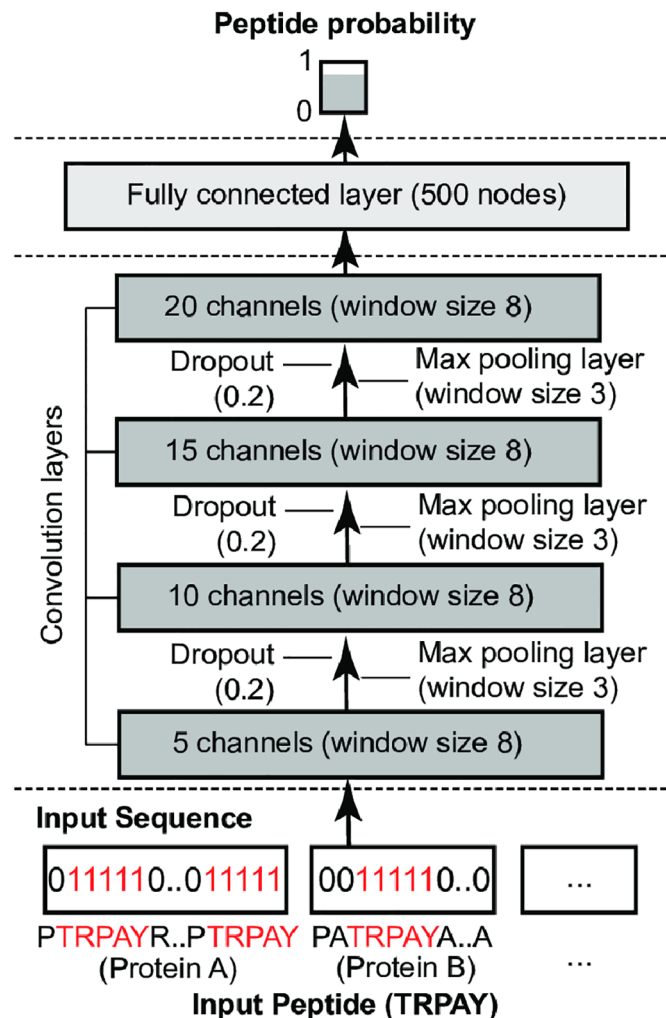 Peptide probability
1
0
Fully connected layer (500 nodes)
20 channels (window size 8)
Dropout
(0.2)
Max pooling layer
(window size 3)
15 channels (window size 8)
Dropout
(0.2)
Max pooling layer
(window size 3)
10 channels (window size 8)
Dropout
(0.2)
Max pooling layer
(window size 3)
5 channels (window size 8)
Convolution layers
Input Sequence
0111110..011111
00111110..0
...
PTRPAYR..PTRPAY
PATRPAYA..A
(Protein A)
(Protein B)
...
Input Peptide (TRPAY)